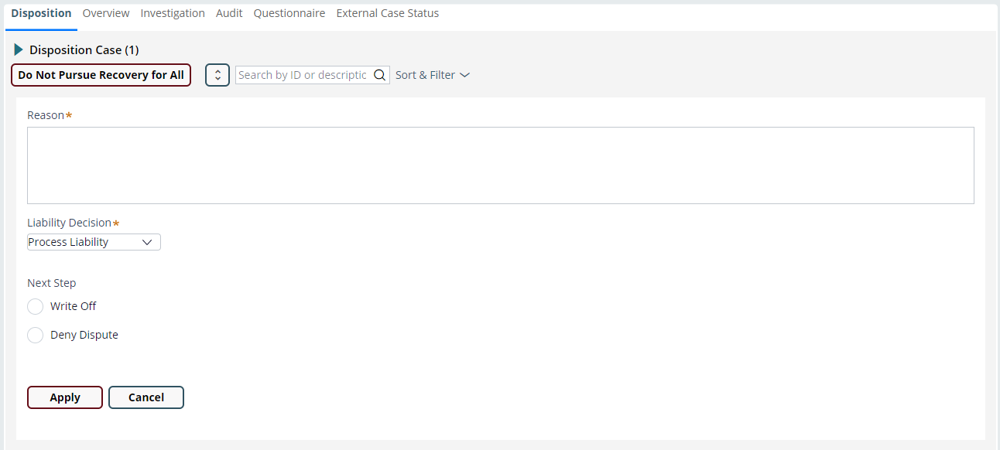 Disposition Overview Investigation Audit Questionnaire External Case Status
Disposition Case (1)
Do Not Pursue Recovery for All Search by ID or descriptic Sort & Filter
Reason*
Liability Decision*
Process Liability
Next Step
Write Off
Deny Dispute
Apply Cancel